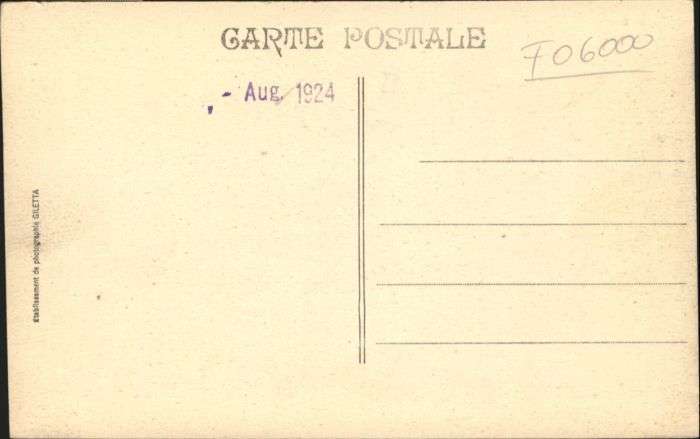 CARTE POSTALE
F06000
- Aug. 1924
Etablissement de photographie GILETTA